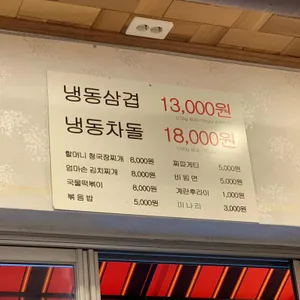 냉동삼겹 13,000원
냉동차돌 18,000원
할머니 청국장찌개 8,000원 짜파게티 5,000원
엄마손 김치찌개 8,000원 비빔면 5,000원
국물떡볶이 8,000원 계란후라이 1,000원
볶음밥 5,000원 미나리 3,000원